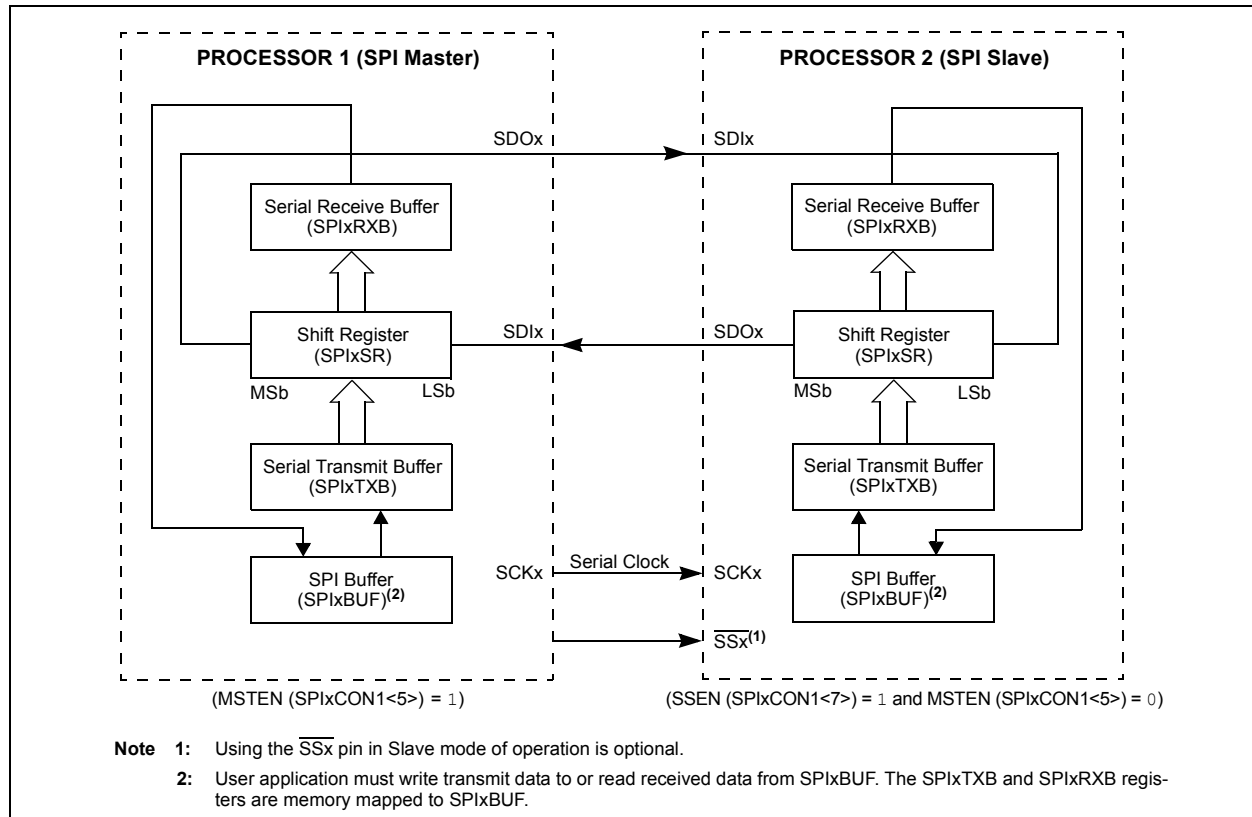 PROCESSOR 1 (SPI Master)
PROCESSOR 2 (SPI Slave)
SDOx
SDIx
Serial Receive Buffer
(SPIxRXB)
Serial Receive Buffer
(SPIxRXB)
Shift Register
(SPIxSR)
SDIx
SDOx
Shift Register
(SPIxSR)
MSb
LSb
MSb
LSb
Serial Transmit Buffer
(SPIxTXB)
Serial Transmit Buffer
(SPIxTXB)
SPI Buffer
(SPIxBUF)(2)
SCKx
Serial Clock
SCKx
SPI Buffer
(SPIxBUF)(2)
SSx(1)
(MSTEN (SPIxCON1<5>) = 1)
(SSEN (SPIxCON1<7>) = 1 and MSTEN (SPIxCON1<5>) = 0)
Note 1: Using the SSx pin in Slave mode of operation is optional.
2: User application must write transmit data to or read received data from SPIxBUF. The SPIxTXB and SPIxRXB regis-
ters are memory mapped to SPIxBUF.